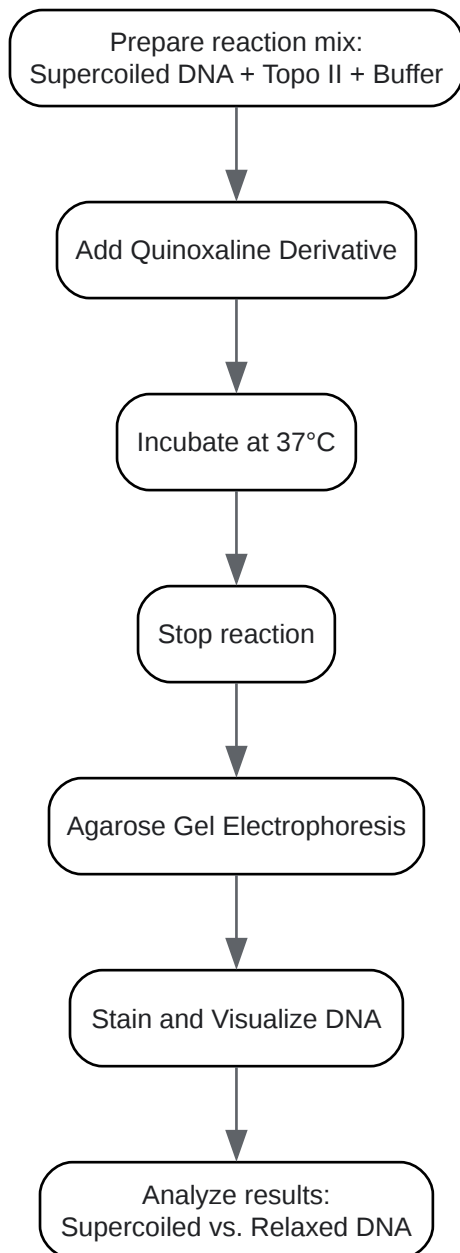 Prepare reaction mix:
Supercoiled DNA + Topo II + Buffer
Add Quinoxaline Derivative
Incubate at 37°C
Stop reaction
Agarose Gel Electrophoresis
Stain and Visualize DNA
Analyze results:
Supercoiled vs. Relaxed DNA